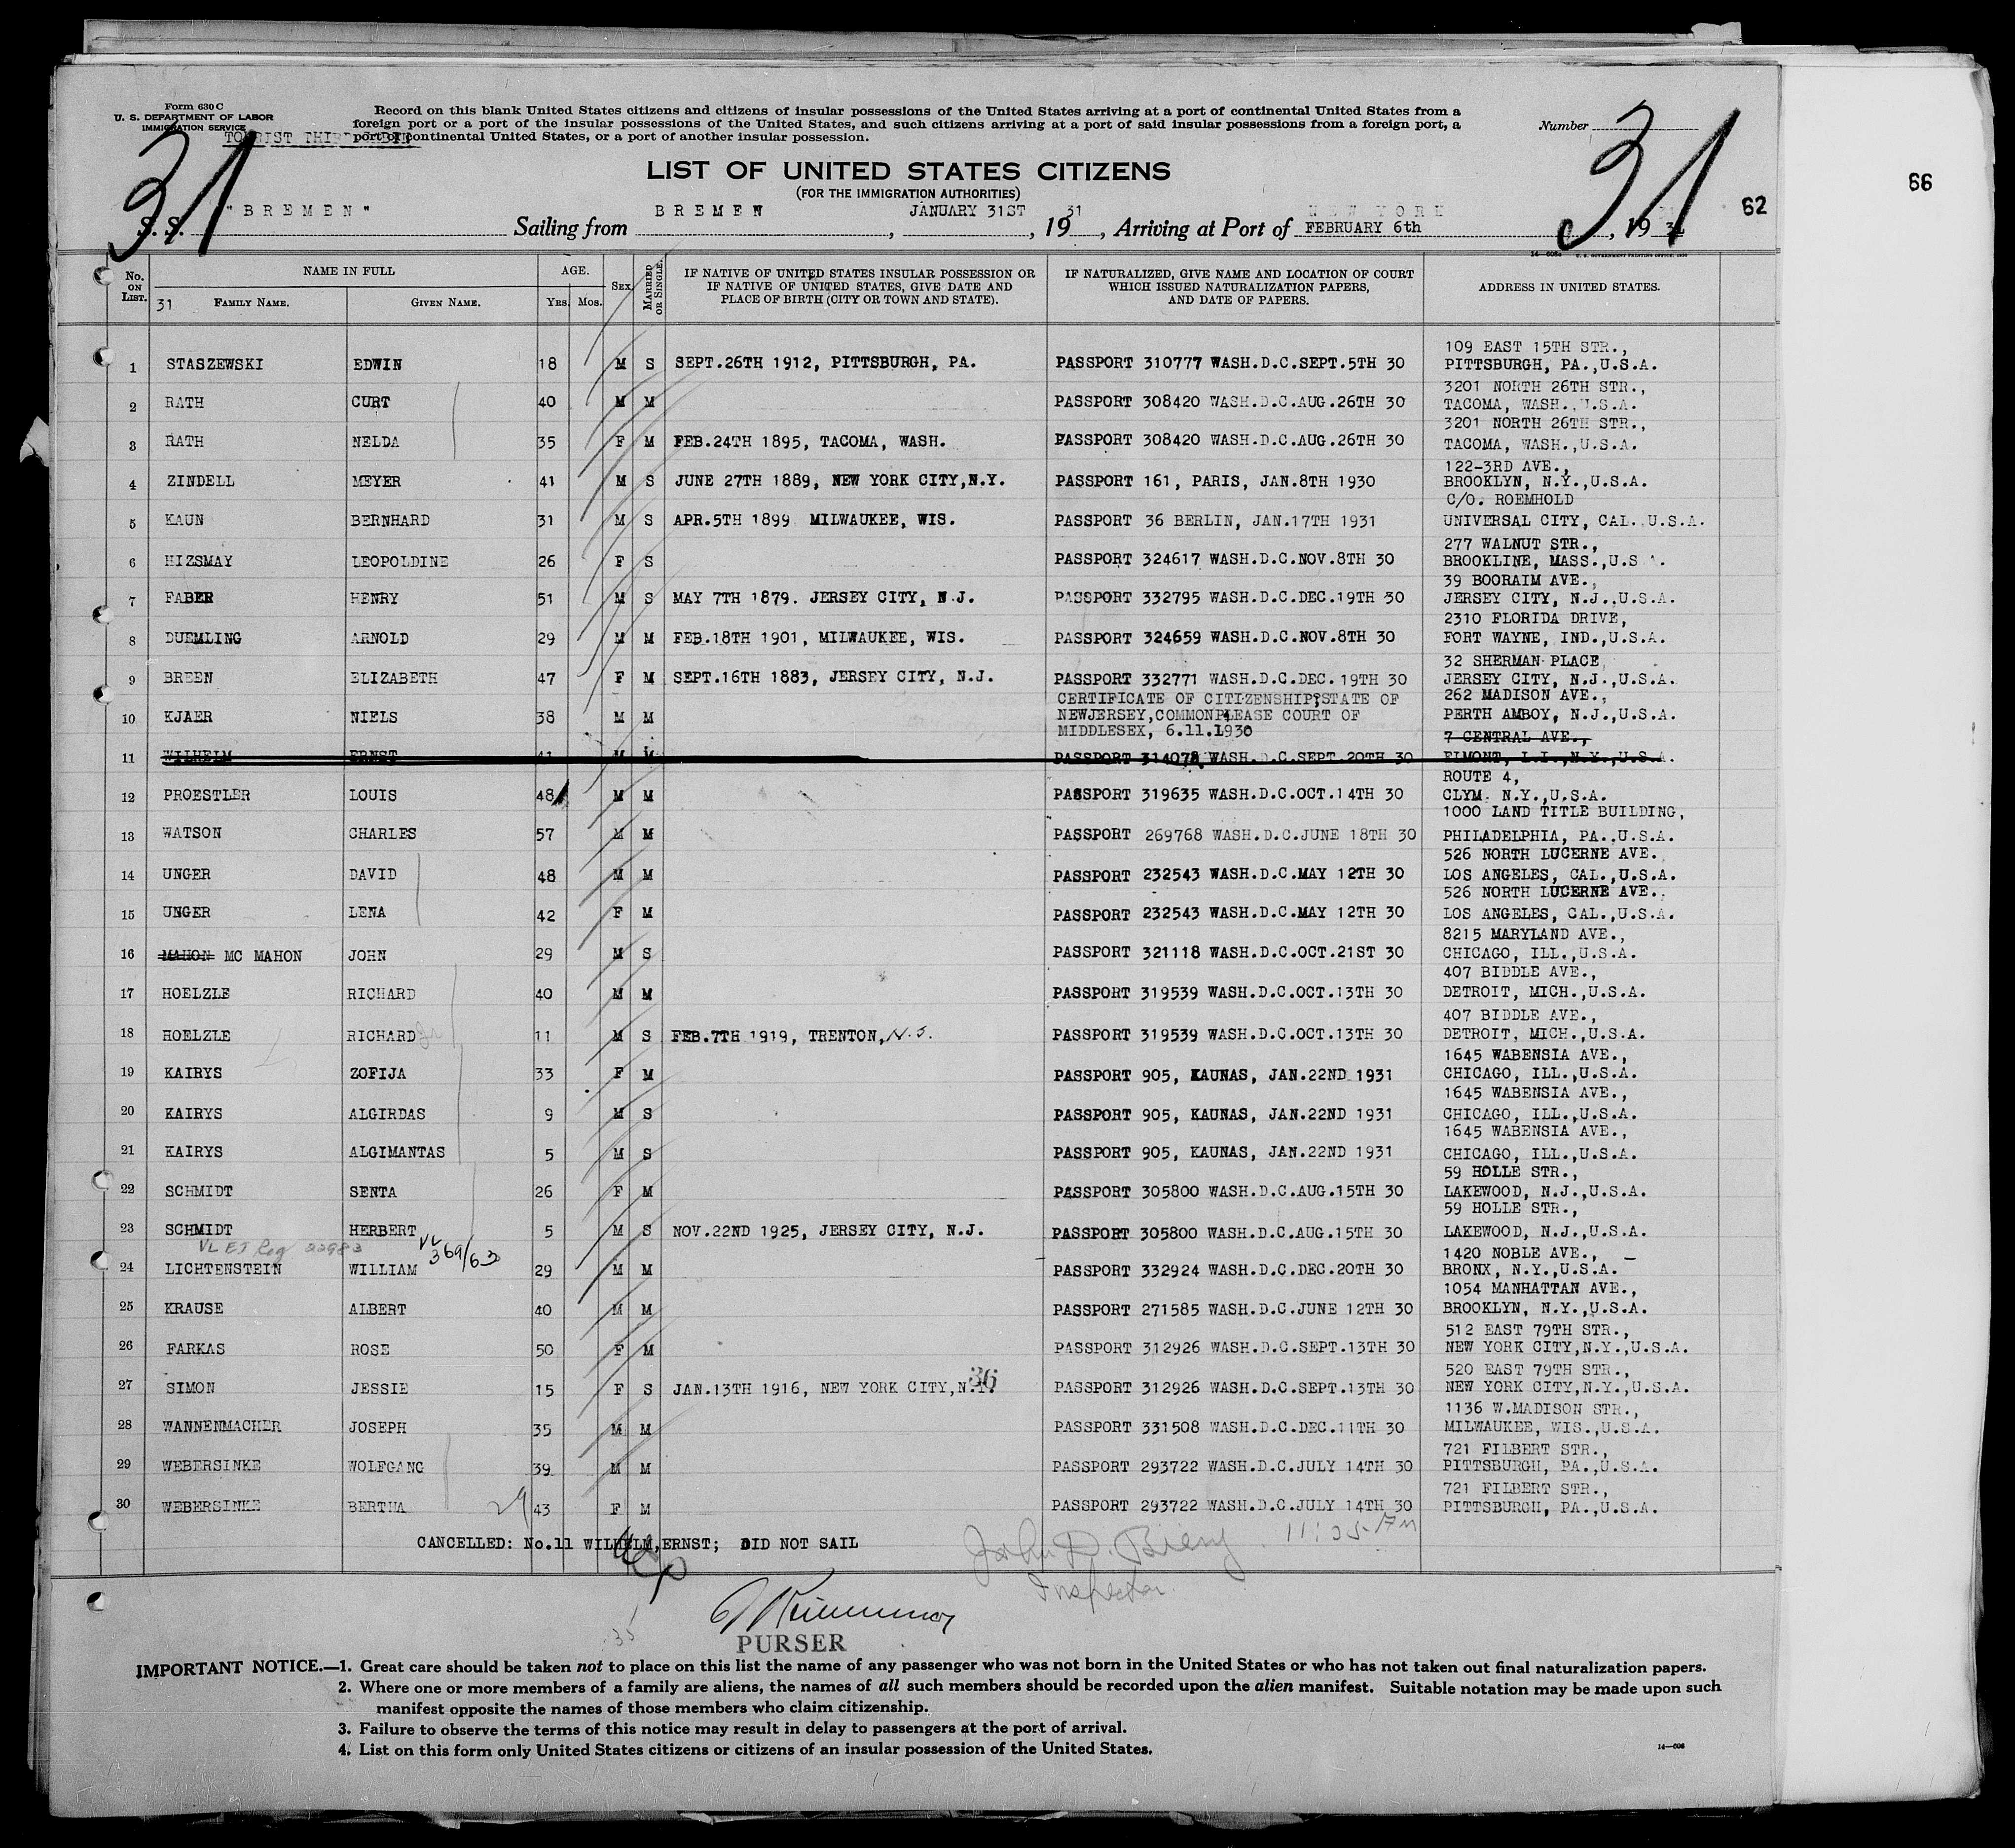 Form 630 C
U. S. DEPARTMENT OF LABOR
IMMIGRATION SERVICE
TOURIST THIRD CABIN
Record on this blank United States citizens and citizens of insular possessions of the United States arriving at a port of continental United States from a
foreign port or a port of the insular possessions of the United States, and such citizens arriving at a port of said insular possessions from a foreign port, a
port of continental United States, or a port of another insular possession.
Number
31
31
LIST OF UNITED STATES CITIZENS
(FOR THE IMMIGRATION AUTHORITIES)
62
66
S. S. "BREMEN" Sailing from BREMEN, JANUARY 31ST, 19 31, Arriving at Port of NEW YORK FEBRUARY 6th, 19 31
14—608a U. S. GOVERNMENT PRINTING OFFICE: 1930
No. ON LIST. NAME IN FULL AGE. SEX MARRIED OR SINGLE. IF NATIVE OF UNITED STATES INSULAR POSSESSION OR IF NATIVE OF UNITED STATES, GIVE DATE AND PLACE OF BIRTH (CITY OR TOWN AND STATE). IF NATURALIZED, GIVE NAME AND LOCATION OF COURT WHICH ISSUED NATURALIZATION PAPERS, AND DATE OF PAPERS. ADDRESS IN UNITED STATES.
31 FAMILY NAME. GIVEN NAME. Yrs. Mos.
109 EAST 15TH STR.,
1 STASZEWSKI EDWIN 18 M S SEPT.26TH 1912, PITTSBURGH, PA. PASSPORT 310777 WASH.D.C.SEPT.5TH 30 PITTSBURGH, PA.,U.S.A.
3201 NORTH 26TH STR.,
2 RATH CURT 40 M M PASSPORT 308420 WASH.D.C.AUG.26TH 30 TACOMA, WASH.,U.S.A.
3201 NORTH 26TH STR.,
3 RATH NELDA 35 F M FEB.24TH 1895, TACOMA, WASH. PASSPORT 308420 WASH.D.C.AUG.26TH 30 TACOMA, WASH.,U.S.A.
122-3RD AVE.,
4 ZINDELL MEYER 41 M S JUNE 27TH 1889, NEW YORK CITY,N.Y. PASSPORT 161, PARIS, JAN.8TH 1930 BROOKLYN, N.Y.,U.S.A.
C/O. ROEMHOLD
5 KAUN BERNHARD 31 M S APR.5TH 1899 MILWAUKEE, WIS. PASSPORT 36 BERLIN, JAN.17TH 1931 UNIVERSAL CITY, CAL. U.S.A.
277 WALNUT STR.,
6 HIZSMAY LEOPOLDINE 26 F S PASSPORT 324617 WASH.D.C.NOV.8TH 30 BROOKLINE, MASS.,U.S.A.
39 BOORAIM AVE.,
7 FABER HENRY 51 M S MAY 7TH 1879. JERSEY CITY, N.J. PASSPORT 332795 WASH.D.C.DEC.19TH 30 JERSEY CITY, N.J.,U.S.A.
2310 FLORIDA DRIVE,
8 DUEMLING ARNOLD 29 M M FEB.18TH 1901, MILWAUKEE, WIS. PASSPORT 324659 WASH.D.C.NOV.8TH 30 FORT WAYNE, IND.,U.S.A.
32 SHERMAN PLACE
9 BREEN ELIZABETH 47 F M SEPT.16TH 1883, JERSEY CITY, N.J. PASSPORT 332771 WASH.D.C.DEC.19TH 30 JERSEY CITY, N.J.,U.S.A.
CERTIFICATE OF CITIZENSHIP,STATE OF 262 MADISON AVE.,
10 KJAER NIELS 38 M M NEWJERSEY,COMMONPLEASE COURT OF PERTH AMBOY, N.J.,U.S.A.
MIDDLESEX, 6.11.1930
7 CENTRAL AVE.,
11 WILHELM ERNST 41 M M PASSPORT 314078 WASH.D.C.SEPT.20TH 30 ELMONT, L.I.,N.Y.,U.S.A.
ROUTE 4,
12 PROESTLER LOUIS 48 M M PASSPORT 319635 WASH.D.C.OCT.14TH 30 CLYM. N.Y.,U.S.A.
1000 LAND TITLE BUILDING,
13 WATSON CHARLES 57 M M PASSPORT 269768 WASH.D.C.JUNE 18TH 30 PHILADELPHIA, PA.,U.S.A.
526 NORTH LUCERNE AVE.
14 UNGER DAVID 48 M M PASSPORT 232543 WASH.D.C.MAY 12TH 30 LOS ANGELES, CAL.,U.S.A.
526 NORTH LUCERNE AVE.,
15 UNGER LENA 42 F M PASSPORT 232543 WASH.D.C.MAY 12TH 30 LOS ANGELES, CAL.,U.S.A.
8215 MARYLAND AVE.,
16 MAHON MC MAHON JOHN 29 M S PASSPORT 321118 WASH.D.C.OCT.21ST 30 CHICAGO, ILL.,U.S.A.
407 BIDDLE AVE.,
17 HOELZLE RICHARD 40 M M PASSPORT 319539 WASH.D.C.OCT.13TH 30 DETROIT, MICH.,U.S.A.
407 BIDDLE AVE.,
18 HOELZLE RICHARD Jr 11 M S FEB.7TH 1919, TRENTON, N.J. PASSPORT 319539 WASH.D.C.OCT.13TH 30 DETROIT, MICH.,U.S.A.
1645 WABENSIA AVE.,
19 KAIRYS ZOFIJA 33 F M PASSPORT 905, KAUNAS, JAN.22ND 1931 CHICAGO, ILL.,U.S.A.
1645 WABENSIA AVE.,
20 KAIRYS ALGIRDAS 9 M S PASSPORT 905, KAUNAS, JAN.22ND 1931 CHICAGO, ILL.,U.S.A.
1645 WABENSIA AVE.,
21 KAIRYS ALGIMANTAS 5 M S PASSPORT 905, KAUNAS, JAN.22ND 1931 CHICAGO, ILL.,U.S.A.
59 HOLLE STR.,
22 SCHMIDT SENTA 26 F M PASSPORT 305800 WASH.D.C.AUG.15TH 30 LAKEWOOD, N.J.,U.S.A.
59 HOLLE STR.,
23 SCHMIDT HERBERT 5 M S NOV.22ND 1925, JERSEY CITY, N.J. PASSPORT 305800 WASH.D.C.AUG.15TH 30 LAKEWOOD, N.J.,U.S.A.
VL EJ Reg 22983 VL 369/63
1420 NOBLE AVE.,
24 LICHTENSTEIN WILLIAM 29 M M PASSPORT 332924 WASH.D.C.DEC.20TH 30 BRONX, N.Y.,U.S.A.
1054 MANHATTAN AVE.,
25 KRAUSE ALBERT 40 M M PASSPORT 271585 WASH.D.C.JUNE 12TH 30 BROOKLYN, N.Y.,U.S.A.
512 EAST 79TH STR.,
26 FARKAS ROSE 50 F M PASSPORT 312926 WASH.D.C.SEPT.13TH 30 NEW YORK CITY,N.Y.,U.S.A.
36
520 EAST 79TH STR.,
27 SIMON JESSIE 15 F S JAN.13TH 1916, NEW YORK CITY,N.Y. PASSPORT 312926 WASH.D.C.SEPT.13TH 30 NEW YORK CITY,N.Y.,U.S.A.
1136 W.MADISON STR.,
28 WANNENMACHER JOSEPH 35 M M PASSPORT 331508 WASH.D.C.DEC.11TH 30 MILWAUKEE, WIS.,U.S.A.
721 FILBERT STR.,
29 WEBERSINKE WOLFGANG 39 M M PASSPORT 293722 WASH.D.C.JULY 14TH 30 PITTSBURGH, PA.,U.S.A.
721 FILBERT STR.,
30 WEBERSINKE BERTHA 29 43 F M PASSPORT 293722 WASH.D.C.JULY 14TH 30 PITTSBURGH, PA.,U.S.A.
CANCELLED: No.11 WILHELM,ERNST; DID NOT SAIL
John D.
Inspector
PURSER
IMPORTANT NOTICE.—1. Great care should be taken not to place on this list the name of any passenger who was not born in the United States or who has not taken out final naturalization papers.
2. Where one or more members of a family are aliens, the names of all such members should be recorded upon the alien manifest. Suitable notation may be made upon such
manifest opposite the names of those members who claim citizenship.
3. Failure to observe the terms of this notice may result in delay to passengers at the port of arrival.
4. List on this form only United States citizens or citizens of an insular possession of the United States.
14—608